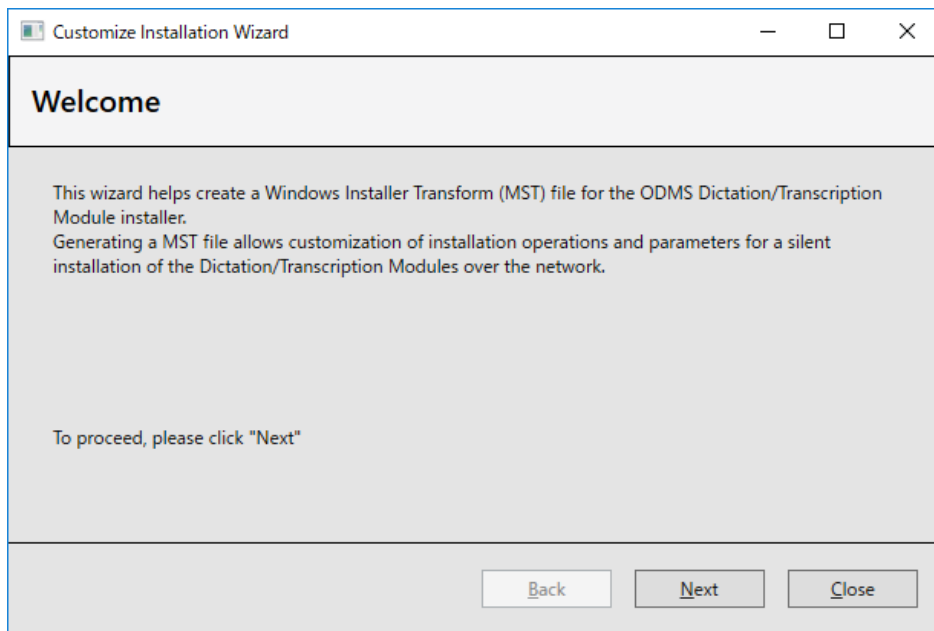 Customize Installation Wizard
Welcome
This wizard helps create a Windows Installer Transform (MST) file for the ODMS Dictation/Transcription
Module installer.
Generating a MST file allows customization of installation operations and parameters for a silent
installation of the Dictation/Transcription Modules over the network.
To proceed, please click "Next"
Back
Next
Close